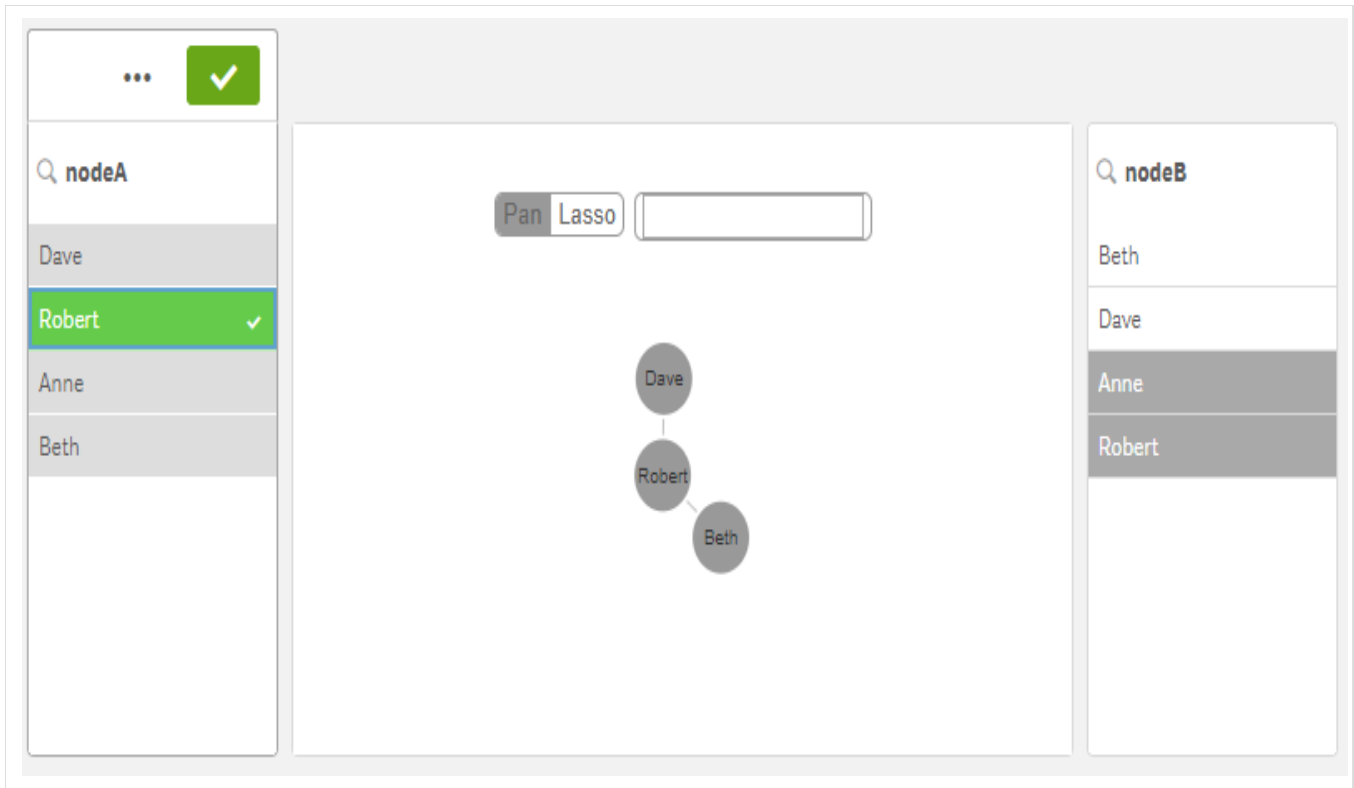 nodeA
Dave
Robert
Anne
Beth
Pan Lasso
Dave
Robert
Beth
nodeB
Beth
Dave
Anne
Robert